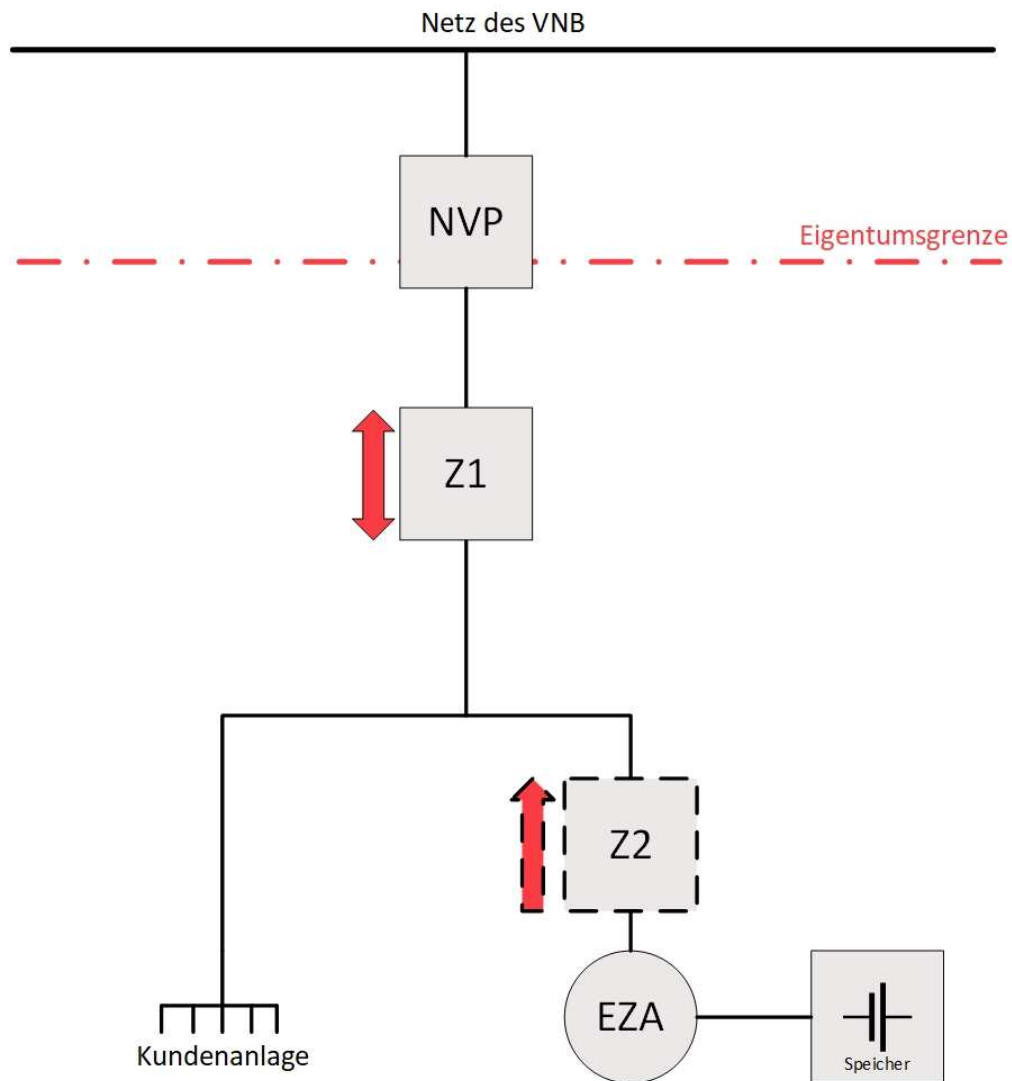 Netz des VNB
NVP
Eigentumsgrenze
Z1
Z2
EZA
Speicher
Kundenanlage